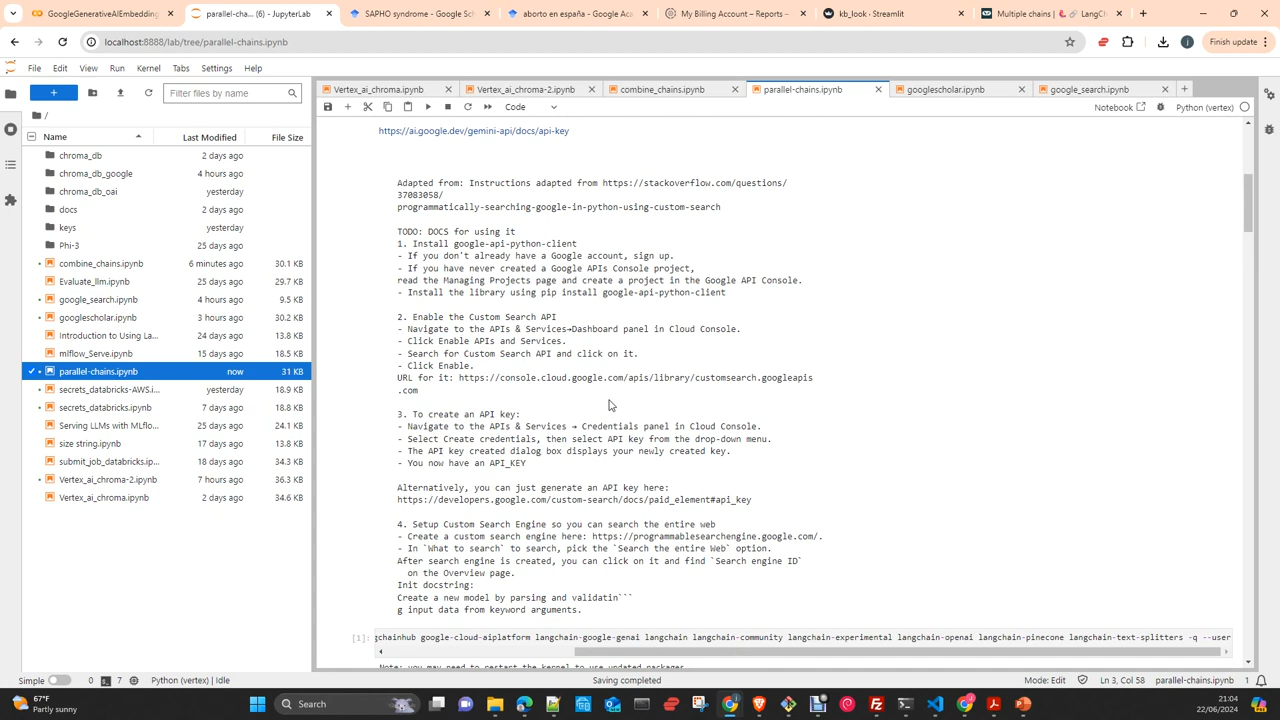 GoogleGenerativeAIEmbedding
parallel-chai... (6) - JupyterLab
SAPHO syndrome - Google Sch
aborto en españa - Google Aca
My Billing Account – Reports –
kb_look · Streamlit
Multiple chains | 🦜️🔗 LangCh
localhost:8888/lab/tree/parallel-chains.ipynb
Finish update
File Edit View Run Kernel Tabs Settings Help
Filter files by name
Vertex_ai_chroma.ipynb
Vertex_ai_chroma-2.ipynb
combine_chains.ipynb
parallel-chains.ipynb
googlescholar.ipynb
google_search.ipynb
Code
Notebook
Python (vertex)
/
Name Last Modified File Size
chroma_db 2 days ago
chroma_db_google 4 hours ago
chroma_db_oai yesterday
docs 2 days ago
keys yesterday
Phi-3 25 days ago
combine_chains.ipynb 6 minutes ago 30.1 KB
Evaluate_llm.ipynb 25 days ago 29.7 KB
google_search.ipynb 4 hours ago 9.5 KB
googlescholar.ipynb 3 hours ago 30.2 KB
Introduction to Using La... 24 days ago 13.8 KB
mlflow_Serve.ipynb 15 days ago 18.5 KB
parallel-chains.ipynb now 31 KB
secrets_databricks-AWS.i... yesterday 18.9 KB
secrets_databricks.ipynb 7 days ago 18.8 KB
Serving LLMs with MLflo... 25 days ago 24.1 KB
size string.ipynb 17 days ago 13.8 KB
submit_job_databricks.ip... 18 days ago 34.3 KB
Vertex_ai_chroma-2.ipynb 7 hours ago 36.3 KB
Vertex_ai_chroma.ipynb 2 days ago 34.6 KB
https://ai.google.dev/gemini-api/docs/api-key
Adapted from: Instructions adapted from https://stackoverflow.com/questions/
37083058/
programmatically-searching-google-in-python-using-custom-search
TODO: DOCS for using it
1. Install google-api-python-client
- If you don't already have a Google account, sign up.
- If you have never created a Google APIs Console project,
read the Managing Projects page and create a project in the Google API Console.
- Install the library using pip install google-api-python-client
2. Enable the Custom Search API
- Navigate to the APIs & Services→Dashboard panel in Cloud Console.
- Click Enable APIs and Services.
- Search for Custom Search API and click on it.
- Click Enable.
URL for it: https://console.cloud.google.com/apis/library/customsearch.googleapis
.com
3. To create an API key:
- Navigate to the APIs & Services → Credentials panel in Cloud Console.
- Select Create credentials, then select API key from the drop-down menu.
- The API key created dialog box displays your newly created key.
- You now have an API_KEY
Alternatively, you can just generate an API key here:
https://developers.google.com/custom-search/docs/paid_element#api_key
4. Setup Custom Search Engine so you can search the entire web
- Create a custom search engine here: https://programmablesearchengine.google.com/.
- In `What to search` to search, pick the `Search the entire Web` option.
After search engine is created, you can click on it and find `Search engine ID`
on the Overview page.
Init docstring:
Create a new model by parsing and validatin```
g input data from keyword arguments.
[1]: gchainhub google-cloud-aiplatform langchain-google-genai langchain langchain-community langchain-experimental langchain-openai langchain-pinecone langchain-text-splitters -q --user
Note: you may need to restart the kernel to use updated packages.
Simple 0 7 Python (vertex) | Idle
Saving completed
Mode: Edit
Ln 3, Col 58
parallel-chains.ipynb 1
67°F
Partly sunny
Search
21:04
22/06/2024